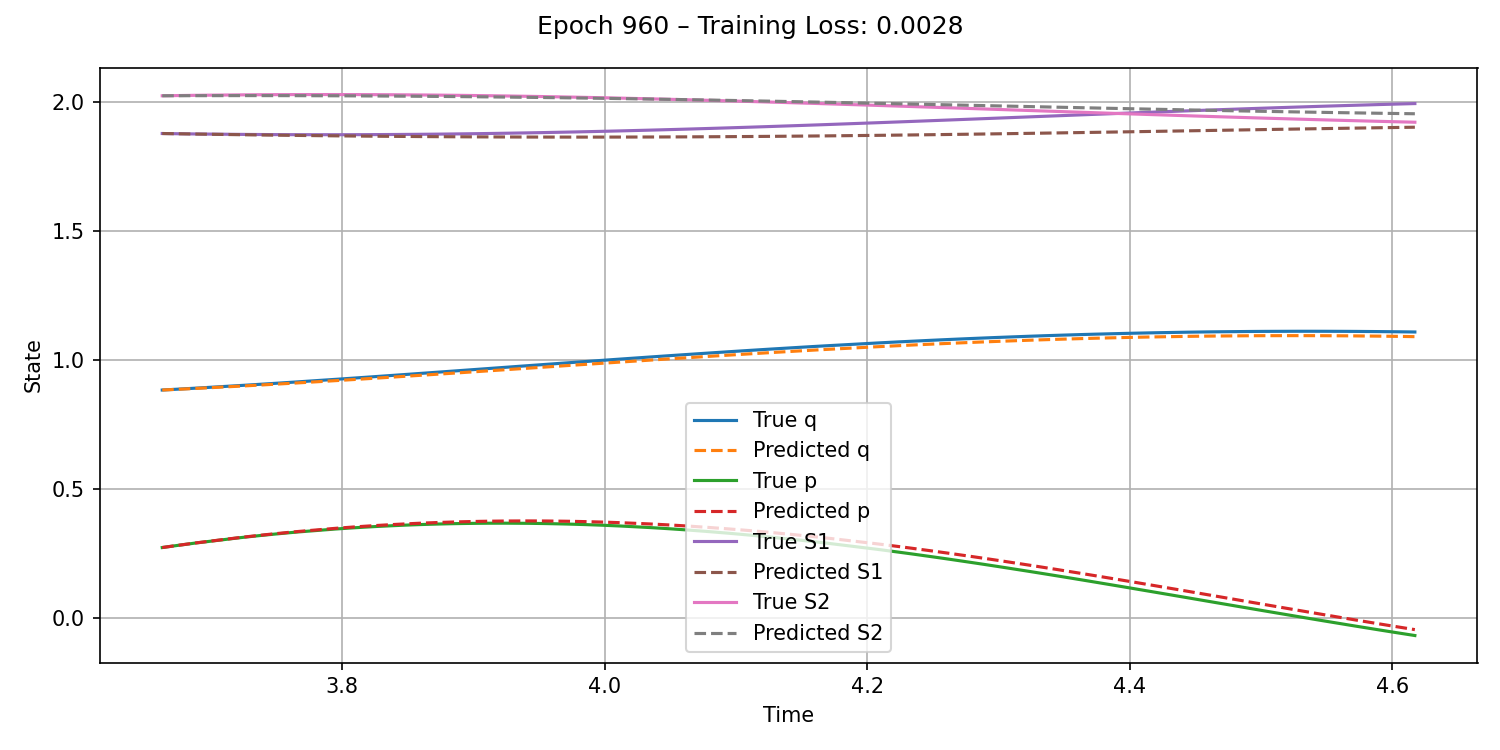 Epoch 960 – Training Loss: 0.0028
2.0
1.5
1.0
0.5
0.0
State
True q
Predicted q
True p
Predicted p
True S1
Predicted S1
True S2
Predicted S2
3.8
4.0
4.2
4.4
4.6
Time